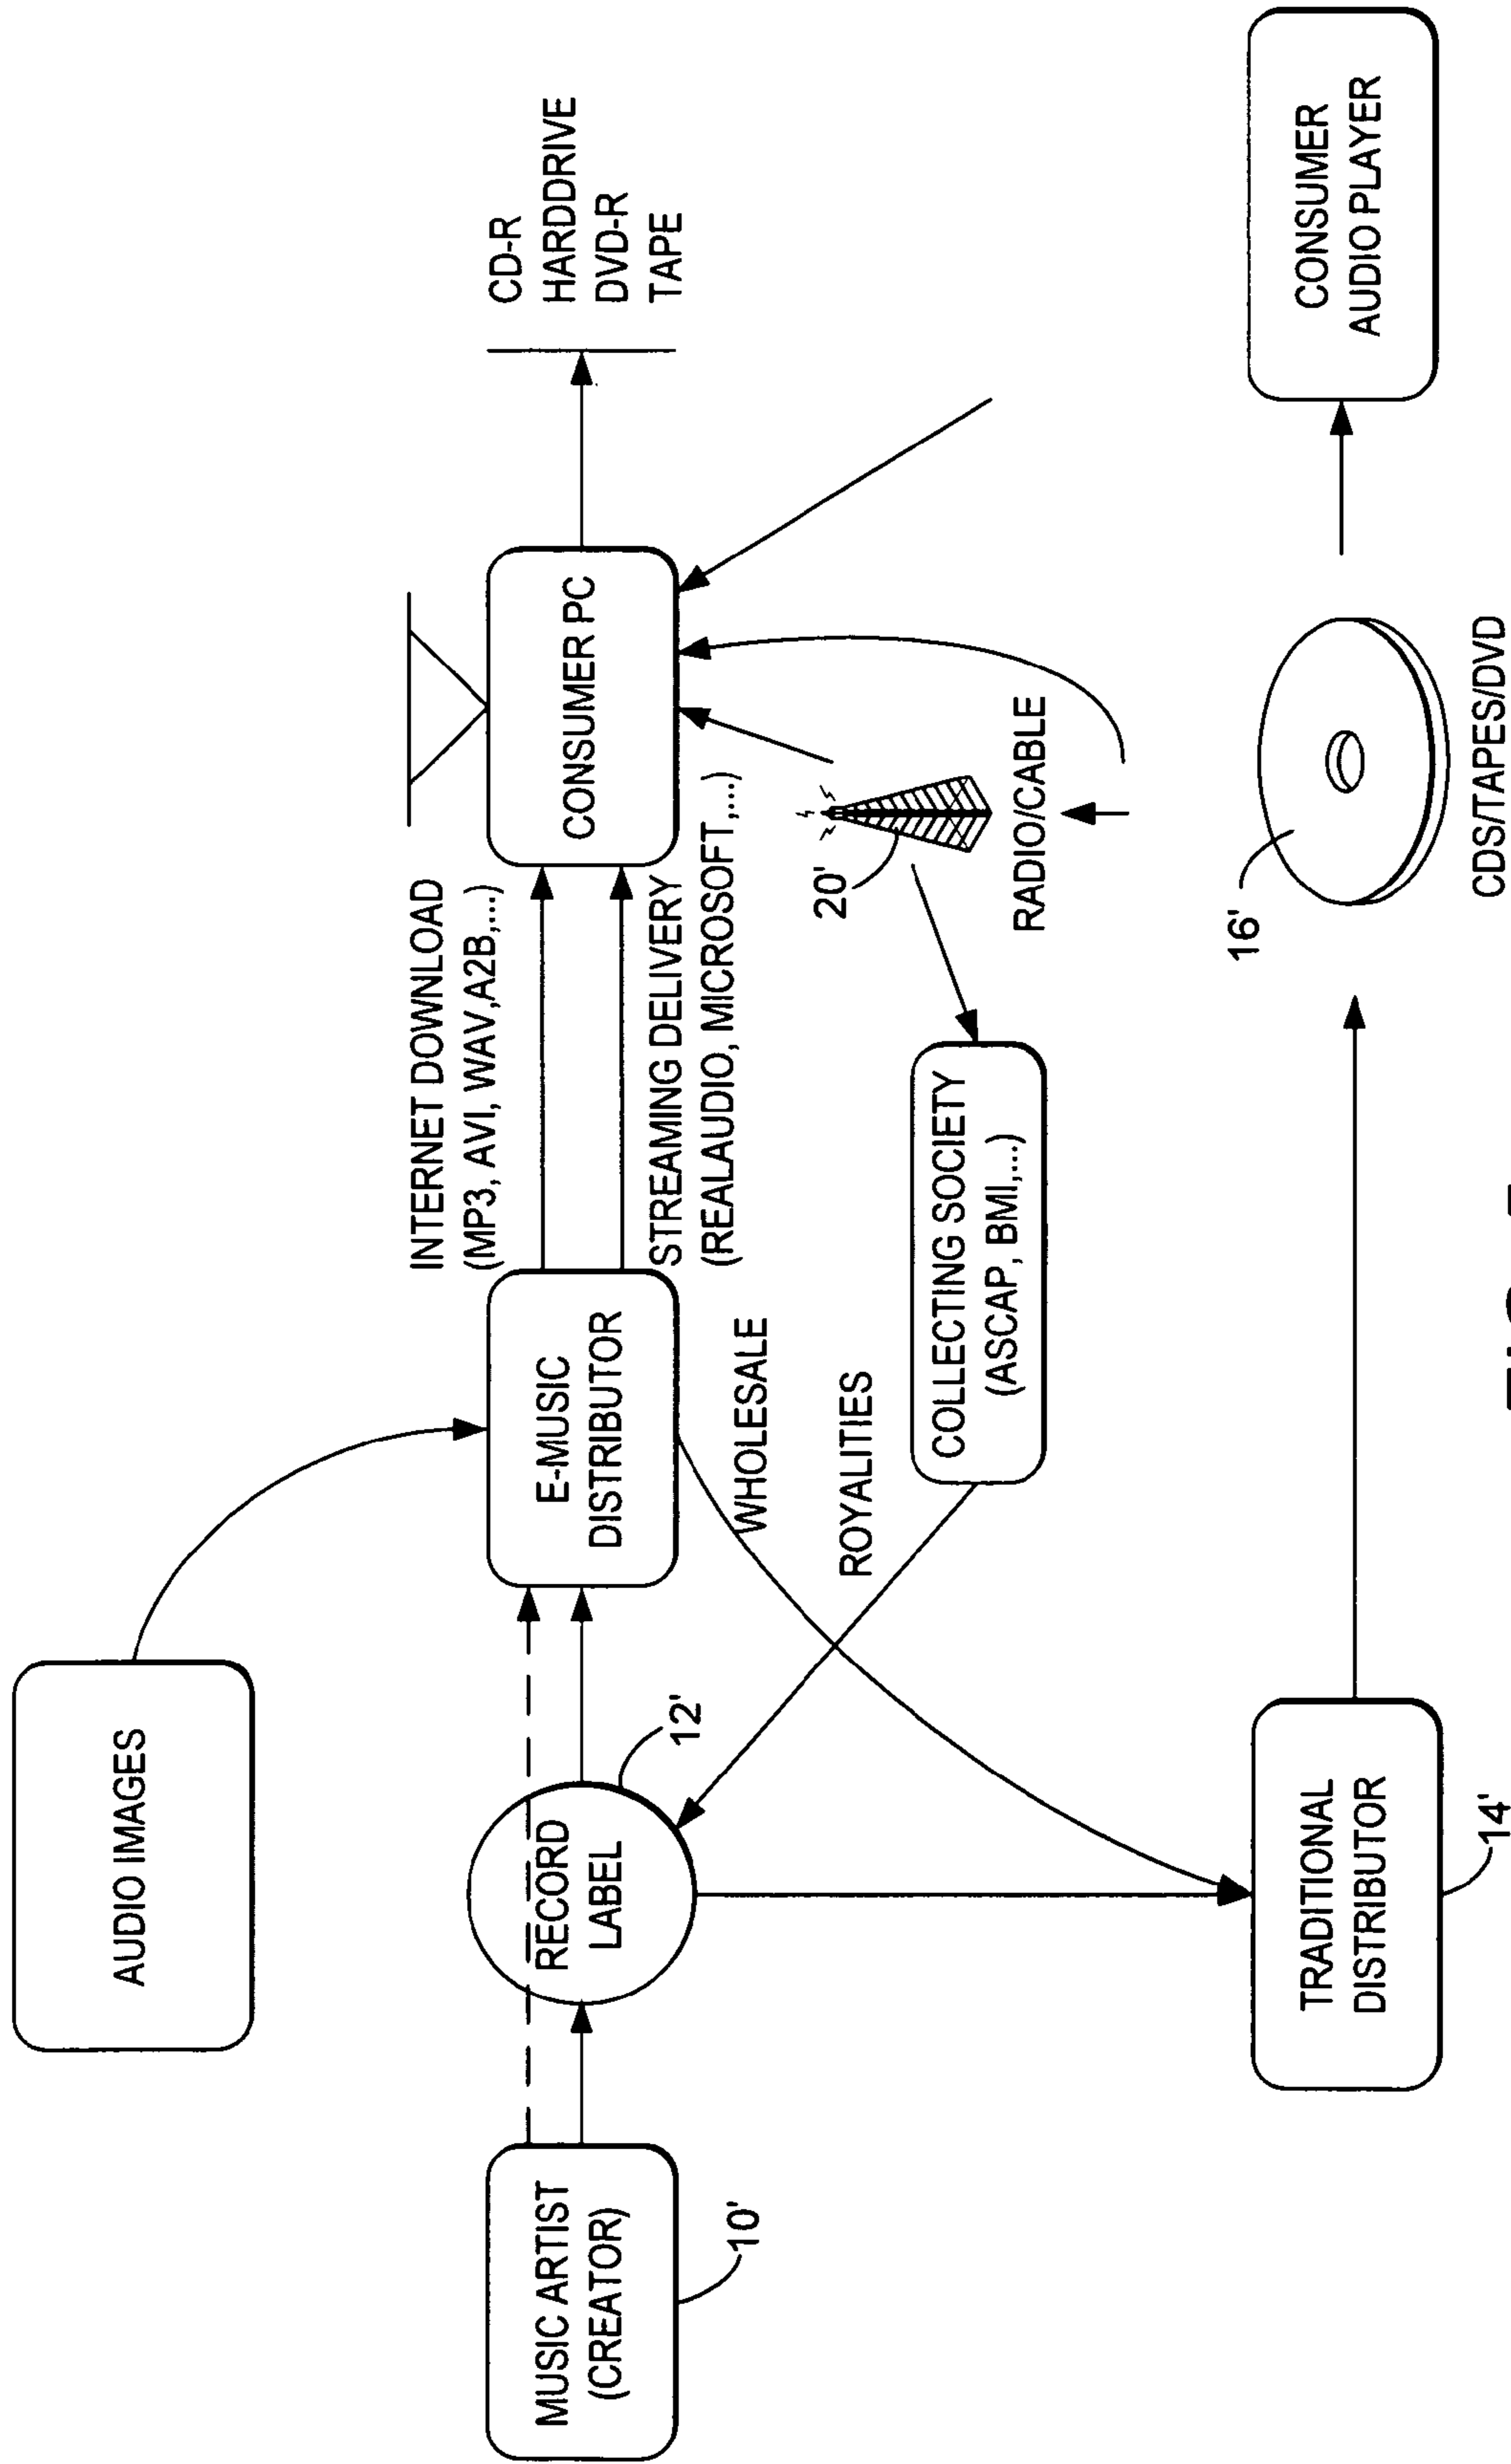 AUDIO IMAGES
MUSIC ARTIST
(CREATOR)
10'
RECORD
LABEL
12'
E-MUSIC
DISTRIBUTOR
INTERNET DOWNLOAD
(MP3, AVI, WAV,A2B,...)
STREAMING DELIVERY
(REALAUDIO, MICROSOFT,...)
CONSUMER PC
CD-R
HARDDRIVE
DVD-R
TAPE
WHOLESALE
ROYALITIES
COLLECTING SOCIETY
(ASCAP, BMI,...)
20'
RADIO/CABLE
TRADITIONAL
DISTRIBUTOR
14'
16'
CDS/TAPES/DVD
CONSUMER
AUDIO PLAYER